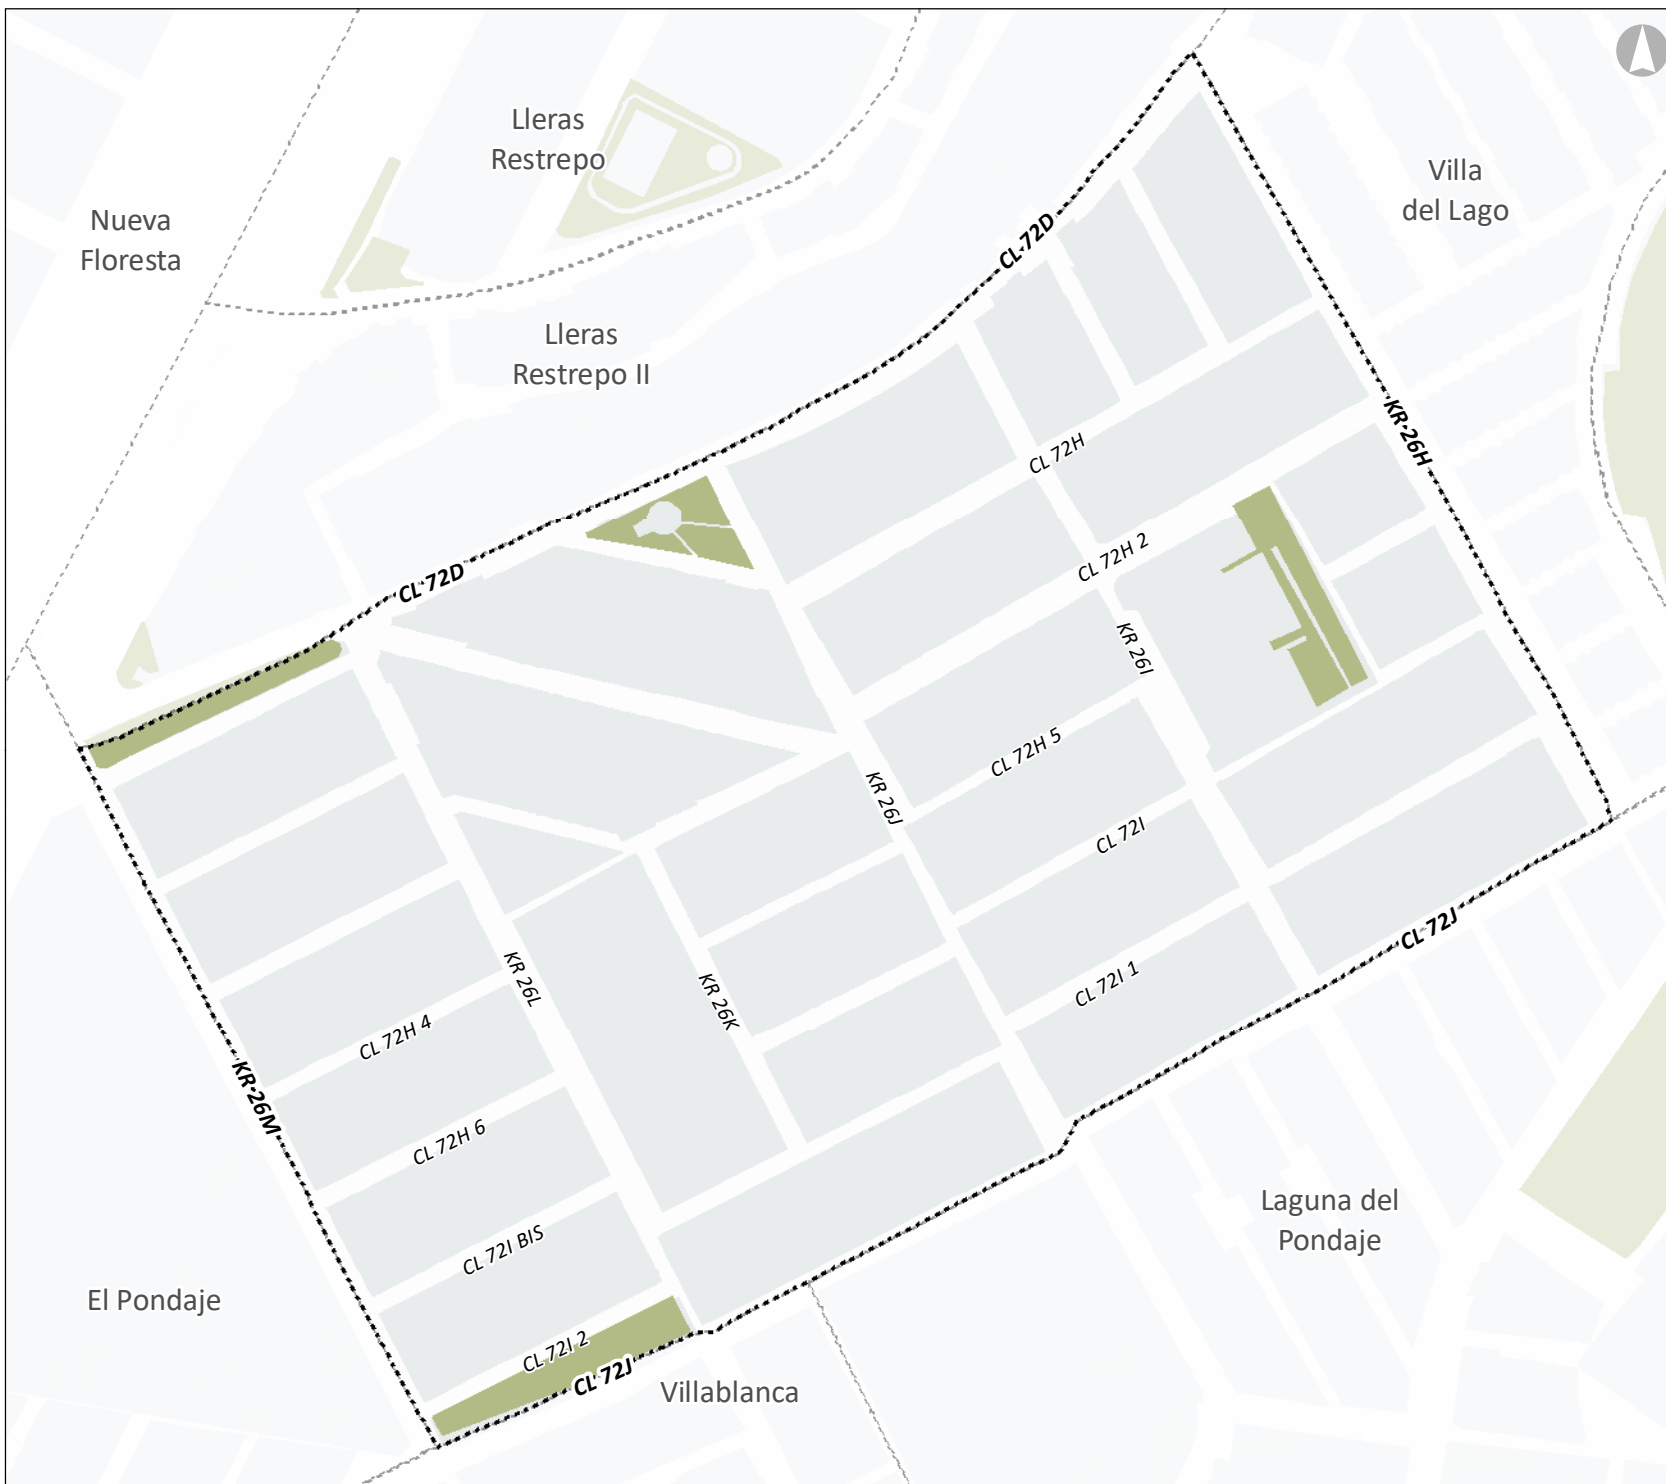 Lleras
Restrepo
Villa
del Lago
Nueva
Floresta
CL 72D
Lleras
Restrepo II
KR 26H
CL 72H
CL 72H 2
CL 72D
KR 26I
CL 72H 5
KR 26J
CL 72I
CL 72J
KR 26L
CL 72I 1
KR 26K
CL 72H 4
KR 26M
CL 72H 6
Laguna del
Pondaje
CL 72I BIS
El Pondaje
CL 72I 2
CL 72J
Villablanca